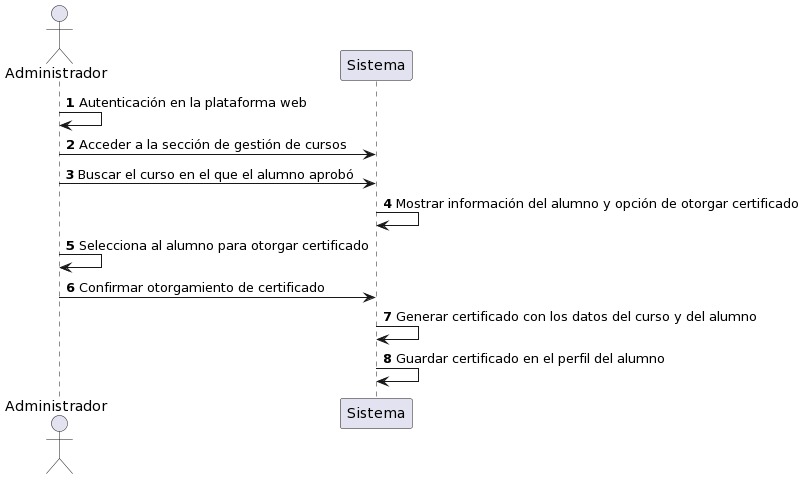 Administrador
Sistema
1 Autenticación en la plataforma web
2 Acceder a la sección de gestión de cursos
3 Buscar el curso en el que el alumno aprobó
4 Mostrar información del alumno y opción de otorgar certificado
5 Selecciona al alumno para otorgar certificado
6 Confirmar otorgamiento de certificado
7 Generar certificado con los datos del curso y del alumno
8 Guardar certificado en el perfil del alumno
Administrador
Sistema